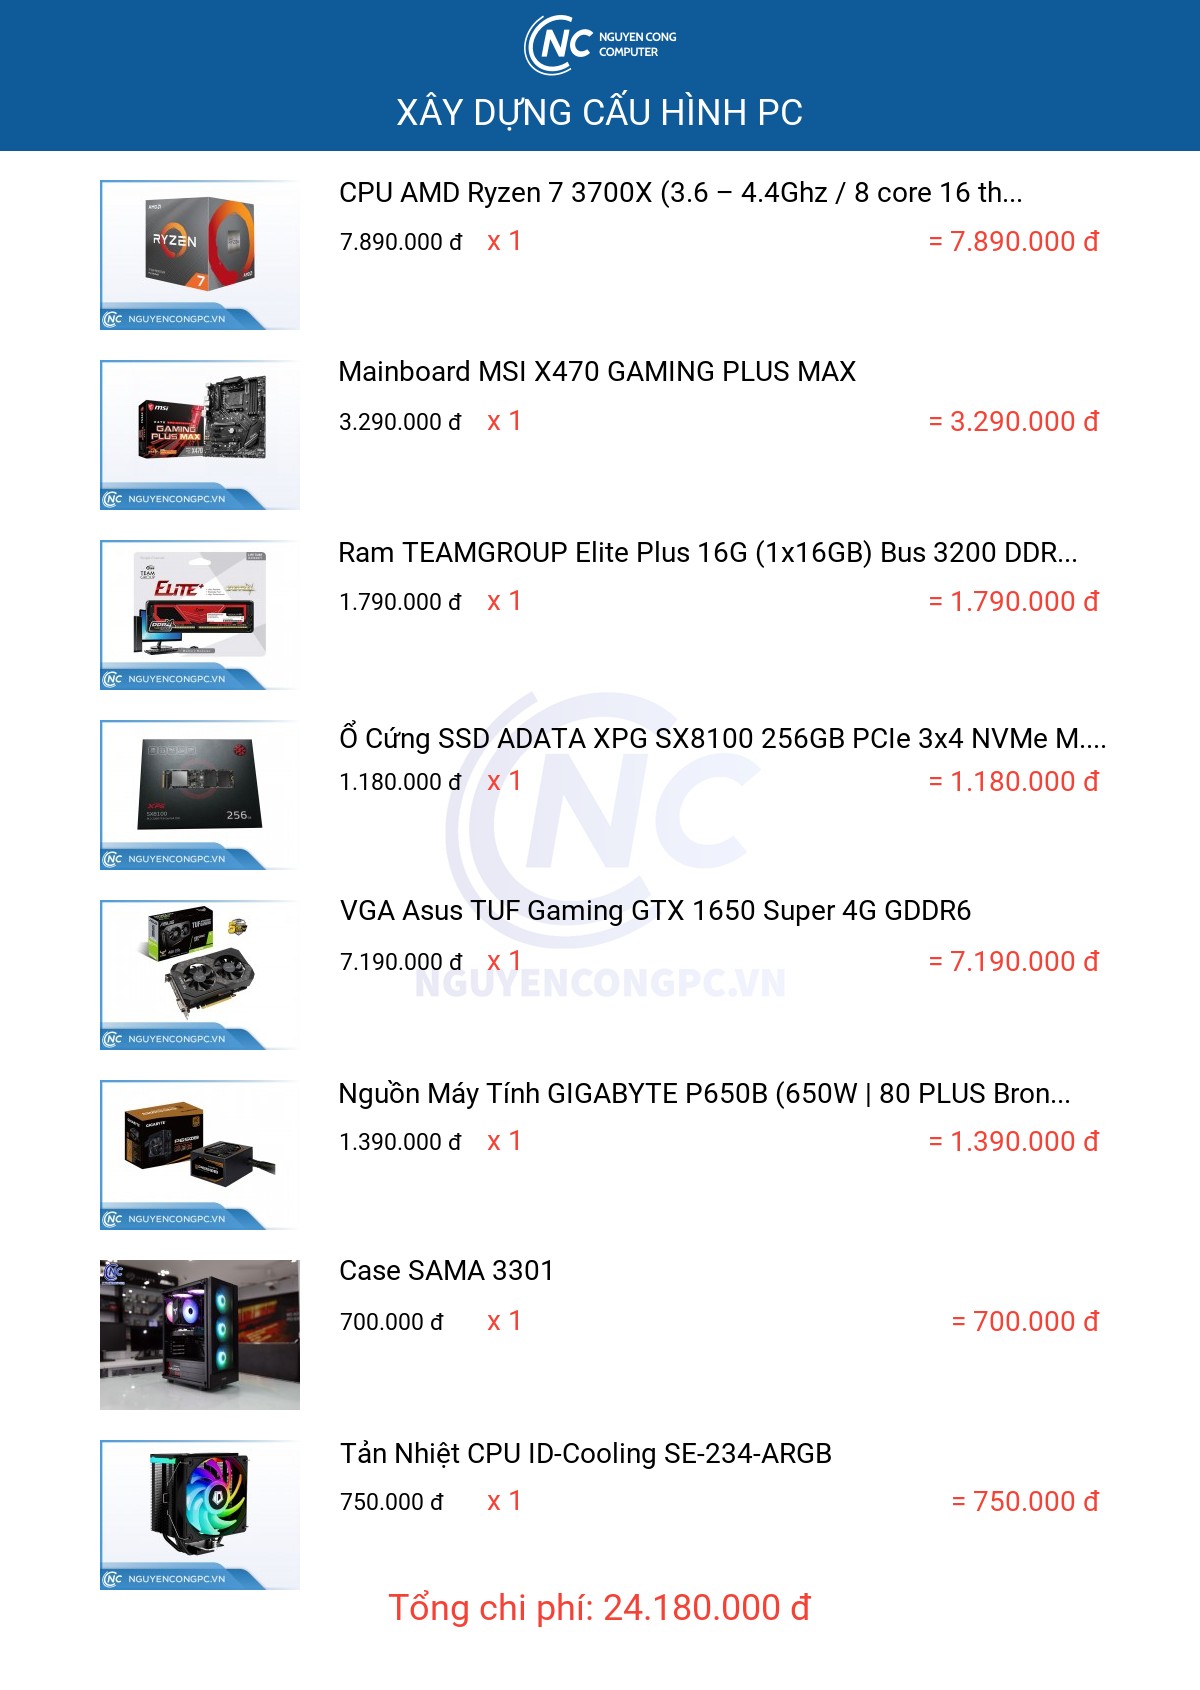 NC NGUYEN CONG
COMPUTER
XÂY DỰNG CẤU HÌNH PC
CPU AMD Ryzen 7 3700X (3.6 – 4.4Ghz / 8 core 16 th...
7.890.000 đ x 1 = 7.890.000 đ
RYZEN
7
AMD
NC NGUYENCONGPC.VN
Mainboard MSI X470 GAMING PLUS MAX
3.290.000 đ x 1 = 3.290.000 đ
msi
GAMING
PLUS MAX
X470
NC NGUYENCONGPC.VN
Ram TEAMGROUP Elite Plus 16G (1x16GB) Bus 3200 DDR...
1.790.000 đ x 1 = 1.790.000 đ
TEAM
GROUP
ELITE+
DDR4
NC NGUYENCONGPC.VN
Ổ Cứng SSD ADATA XPG SX8100 256GB PCIe 3x4 NVMe M....
1.180.000 đ x 1 = 1.180.000 đ
XPG
SX8100
256
NC NGUYENCONGPC.VN
NC
NGUYENCONGPC.VN
VGA Asus TUF Gaming GTX 1650 Super 4G GDDR6
7.190.000 đ x 1 = 7.190.000 đ
NC NGUYENCONGPC.VN
Nguồn Máy Tính GIGABYTE P650B (650W | 80 PLUS Bron...
1.390.000 đ x 1 = 1.390.000 đ
GIGABYTE
P650B
NC NGUYENCONGPC.VN
Case SAMA 3301
700.000 đ x 1 = 700.000 đ
NC
Tản Nhiệt CPU ID-Cooling SE-234-ARGB
750.000 đ x 1 = 750.000 đ
NC NGUYENCONGPC.VN
Tổng chi phí: 24.180.000 đ